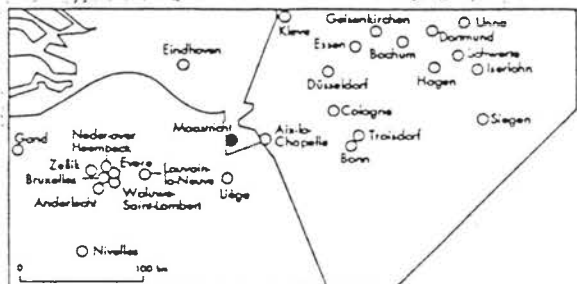 Kleve
Geisenkirchen
Unna
Dortmund
Essen
Bochum
Schwerte
Eindhoven
Hagen
Iserlohn
Düsseldorf
Cologne
Siegen
Maastricht
Aix-la-
Chapelle
Troisdorf
Bonn
Gand
Neder-over
Heembeek
Zellik
Evere
Louvain-
la-Neuve
Bruxelles
Woluwe-
Saint-Lambert
Anderlecht
Liège
Nivelles
0 100 km